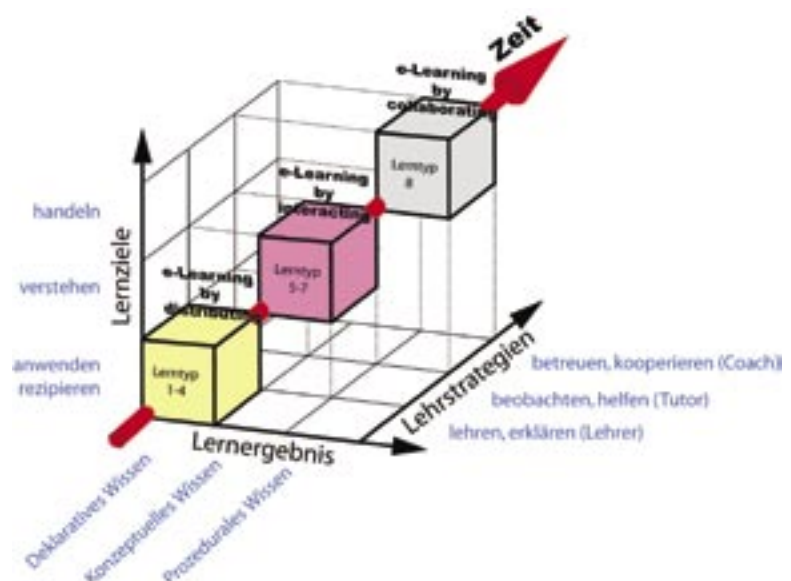 Zeit
e-Learning
by
collaborating
Lerntyp
8
e-Learning
by
interacting
Lerntyp
5-7
e-Learning
by
distributing
Lerntyp
1-4
Lernziele
handeln
verstehen
anwenden
rezipieren
Lehrstrategien
betreuen, kooperieren (Coach)
beobachten, helfen (Tutor)
lehren, erklären (Lehrer)
Lernergebnis
Deklaratives Wissen
Konzeptuelles Wissen
Prozedurales Wissen